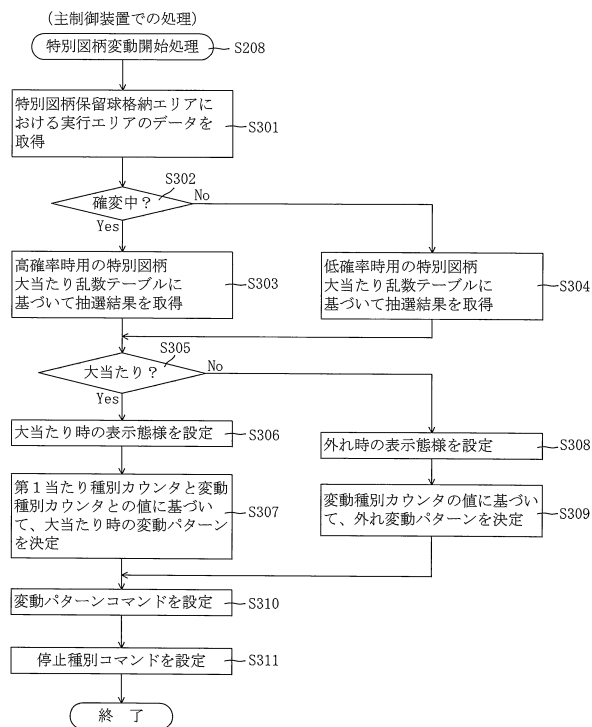 (主制御装置での処理)
特別図柄変動開始処理
S208
特別図柄保留球格納エリアに
おける実行エリアのデータを
取得
S301
S302
確変中？
No
Yes
高確率時用の特別図柄
大当たり乱数テーブルに
基づいて抽選結果を取得
S303
低確率時用の特別図柄
大当たり乱数テーブルに
基づいて抽選結果を取得
S304
S305
大当たり？
No
Yes
大当たり時の表示態様を設定
S306
外れ時の表示態様を設定
S308
第１当たり種別カウンタと変動
種別カウンタとの値に基づい
て、大当たり時の変動パターン
を決定
S307
変動種別カウンタの値に基づい
て、外れ変動パターンを決定
S309
変動パターンコマンドを設定
S310
停止種別コマンドを設定
S311
終 了